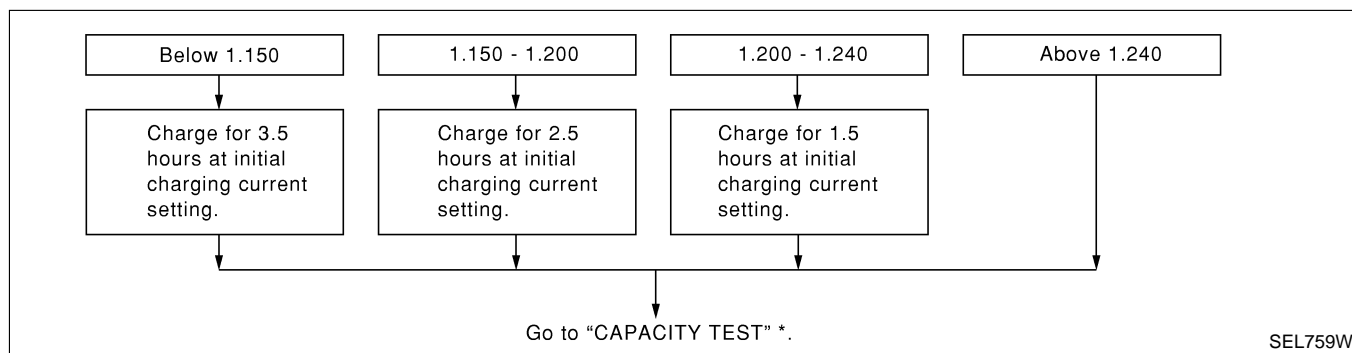 Below 1.150
1.150 - 1.200
1.200 - 1.240
Above 1.240
Charge for 3.5
hours at initial
charging current
setting.
Charge for 2.5
hours at initial
charging current
setting.
Charge for 1.5
hours at initial
charging current
setting.
Go to “CAPACITY TEST” *.
SEL759W